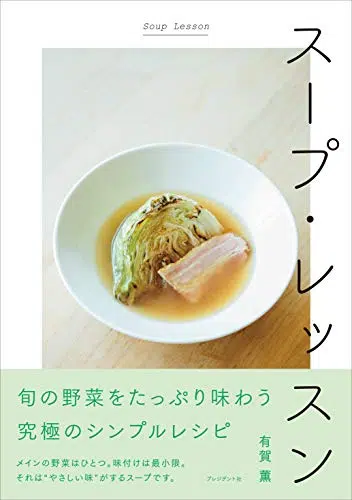 Soup Lesson
スープ・レッスン
旬の野菜をたっぷり味わう
究極のシンプルレシピ
有賀 薫
メインの野菜はひとつ。味付けは最小限。
それは“やさしい味”がするスープです。
プレジデント社